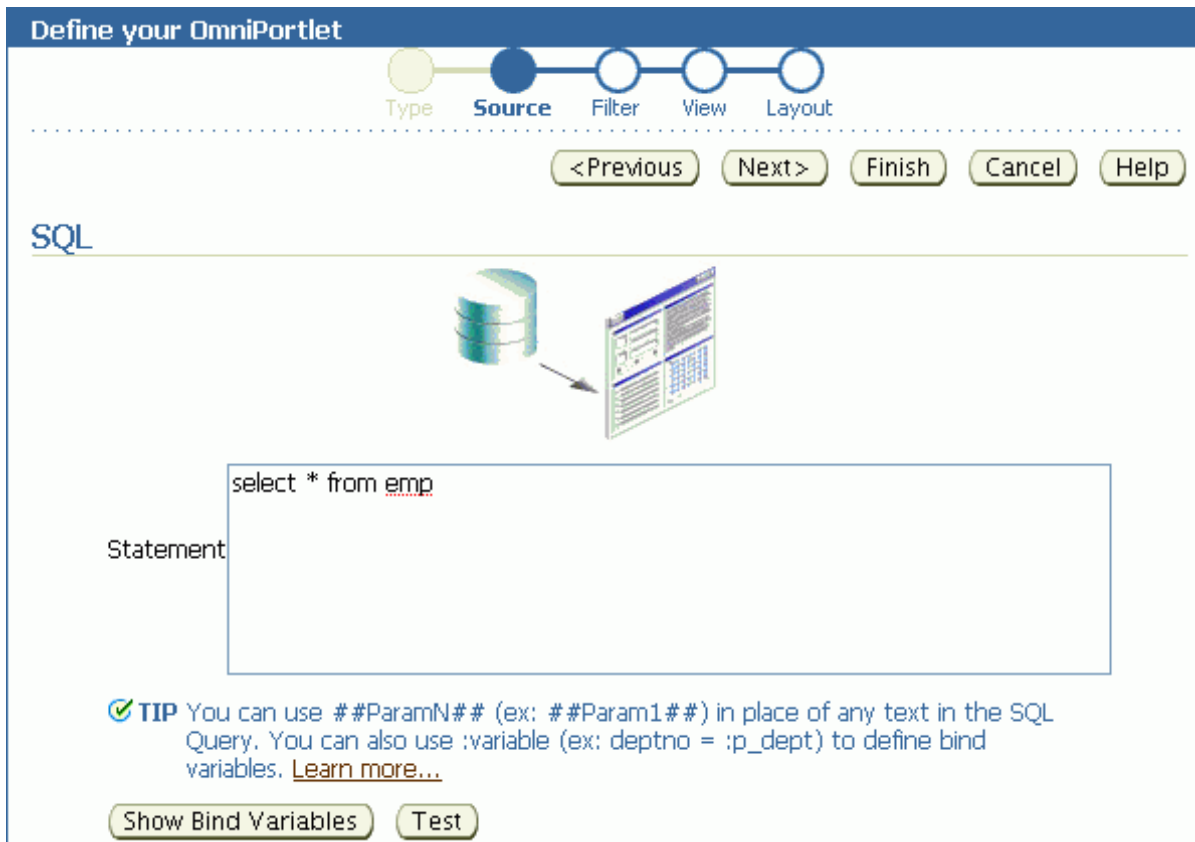 Define your OmniPortlet
Type Source Filter View Layout
<Previous Next> Finish Cancel Help
SQL
select * from emp
Statement
TIP You can use ##ParamN## (ex: ##Param1##) in place of any text in the SQL
Query. You can also use :variable (ex: deptno = :p_dept) to define bind
variables. Learn more...
Show Bind Variables Test